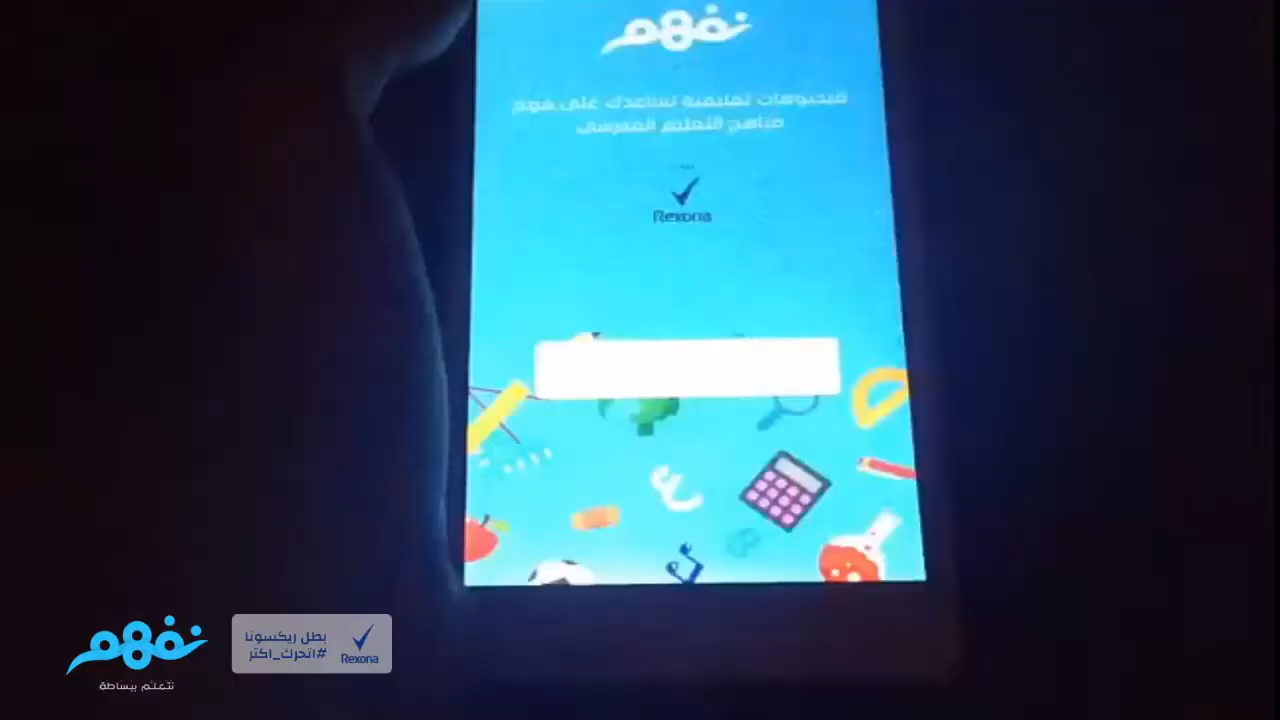 نفهم
فيديوهات تعليمية تساعدك على فهم
مناهج التعليم المدرسي
Rexona
نفهم
نتعلم ببساطة
بطل ريكسونا
#اتحرك_اكتر
Rexona